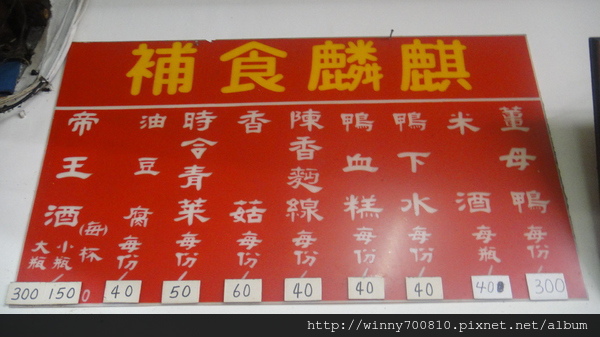 麒麟食補
薑母鴨每份/300
米酒每瓶/40
鴨下水每份/40
鴨血糕每份/40
陳香麵線每份/40
香菇每份/60
時令青菜每份/50
油豆腐每份/40
帝王酒(每)杯
小瓶/150
大瓶300
http://winny700810.pixnet.net/album